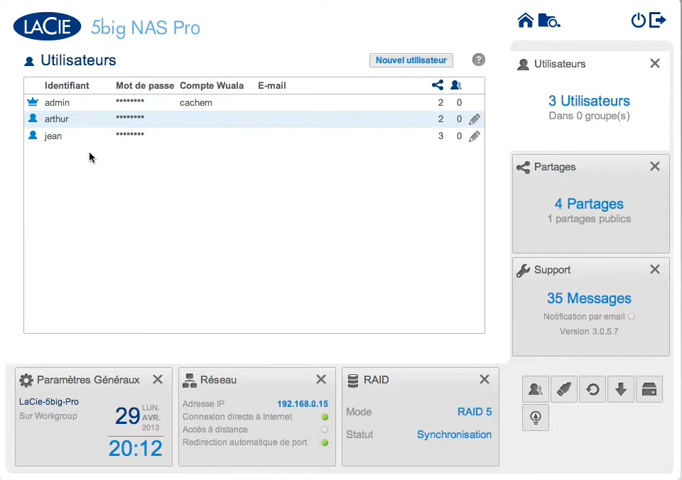 LACIE 5big NAS Pro
Utilisateurs
Nouvel utilisateur
?
Identifiant Mot de passe Compte Wuala E-mail
admin ******** cachem 2 0
arthur ******** 2 0
jean ******** 3 0
Utilisateurs
3 Utilisateurs
Dans 0 groupe(s)
Partages
4 Partages
1 partages publics
Support
35 Messages
Notification par email
Version 3.0.5.7
Paramètres Généraux
LaCie-5big-Pro
Sur Workgroup
29 LUN. AVR. 2013
20:12
Réseau
Adresse IP 192.168.0.15
Connexion directe à Internet
Accès à distance
Redirection automatique de port
RAID
Mode RAID 5
Statut Synchronisation